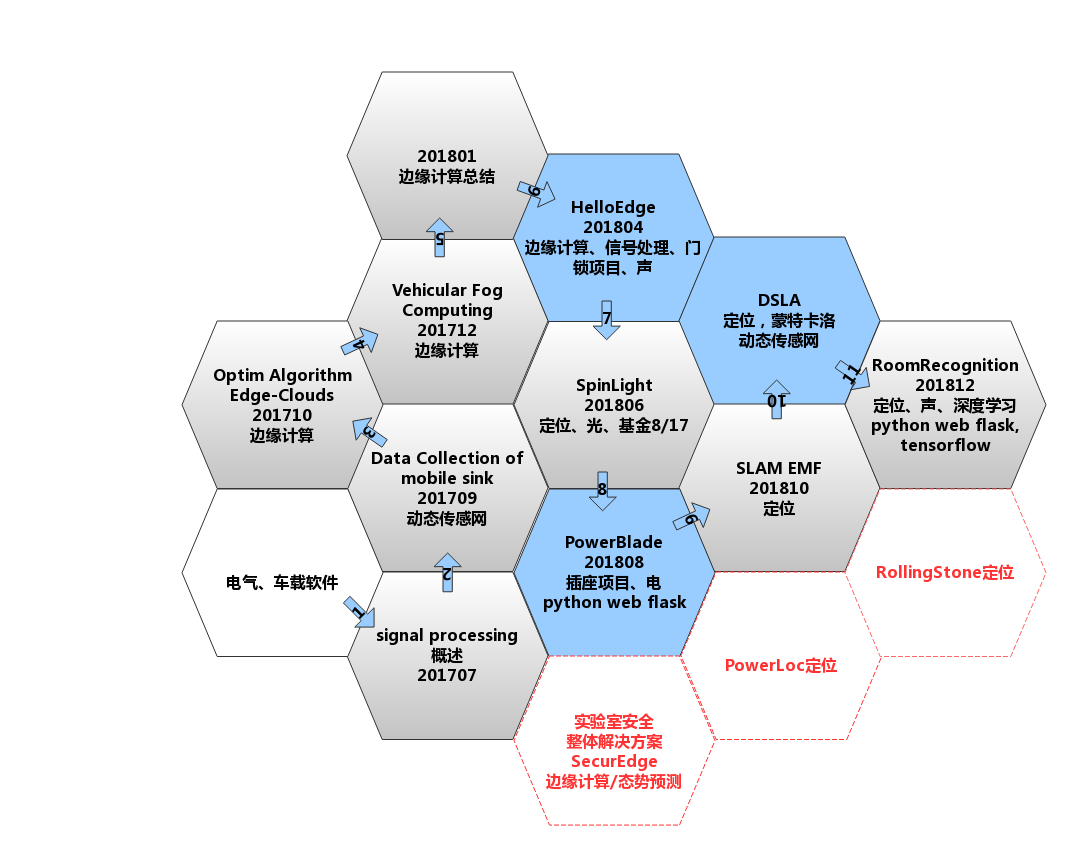 201801
边缘计算总结
6
HelloEdge
201804
边缘计算、信号处理、门
锁项目、声
5
Vehicular Fog
Computing
201712
边缘计算
7
DSLA
定位，蒙特卡洛
动态传感网
4
Optim Algorithm
Edge-Clouds
201710
边缘计算
SpinLight
201806
定位、光、基金8/17
11
RoomRecognition
201812
定位、声、深度学习
python web flask,
tensorflow
10
3
Data Collection of
mobile sink
201709
动态传感网
8
SLAM EMF
201810
定位
9
PowerBlade
201808
插座项目、电
python web flask
电气、车载软件
2
1
signal processing
概述
201707
RollingStone定位
PowerLoc定位
实验室安全
整体解决方案
SecurEdge
边缘计算/态势预测